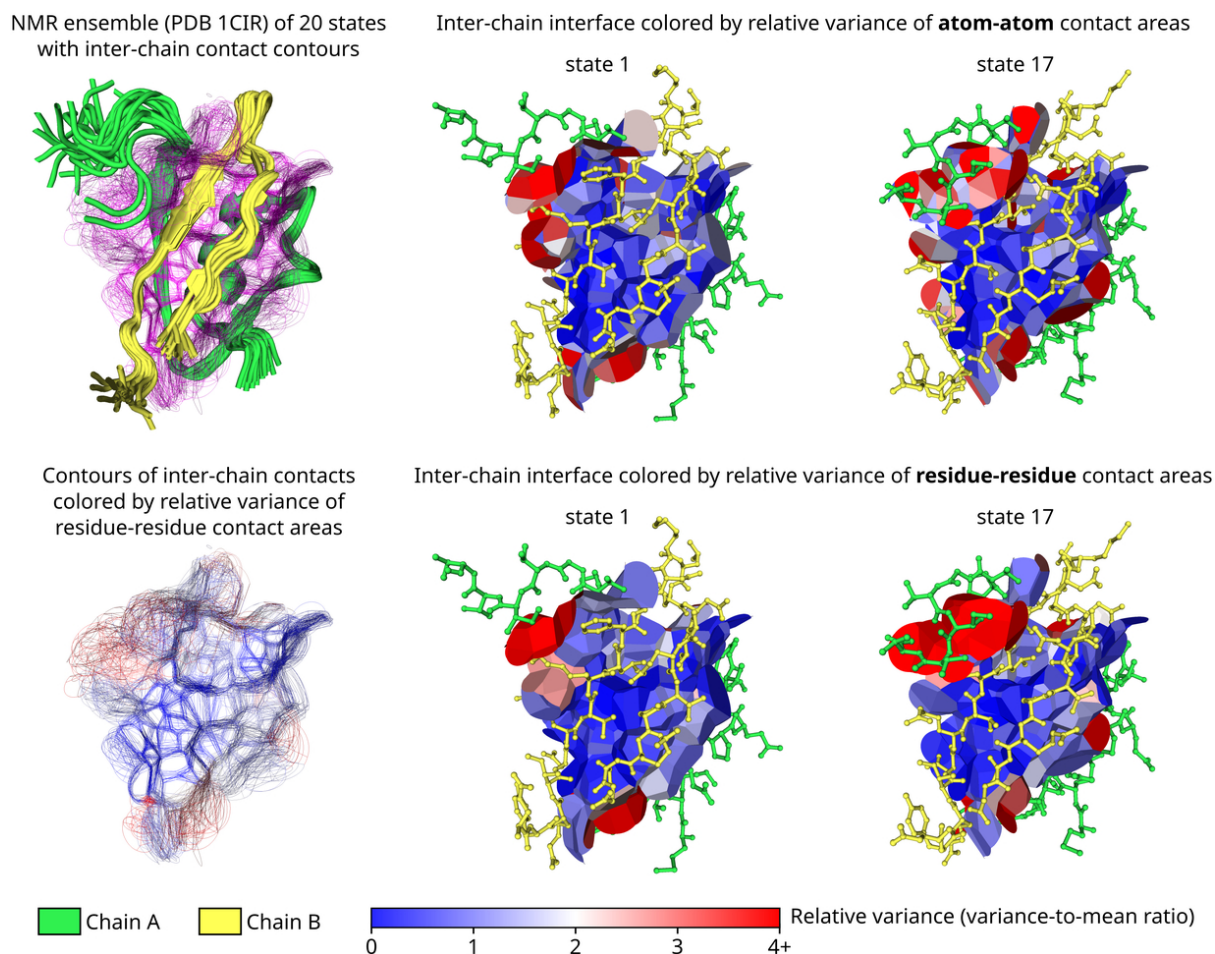 NMR ensemble (PDB 1CIR) of 20 states
with inter-chain contact contours
Inter-chain interface colored by relative variance of atom-atom contact areas
state 1
state 17
Contours of inter-chain contacts
colored by relative variance of
residue-residue contact areas
Inter-chain interface colored by relative variance of residue-residue contact areas
state 1
state 17
Chain A
Chain B
0
1
2
3
4+
Relative variance (variance-to-mean ratio)